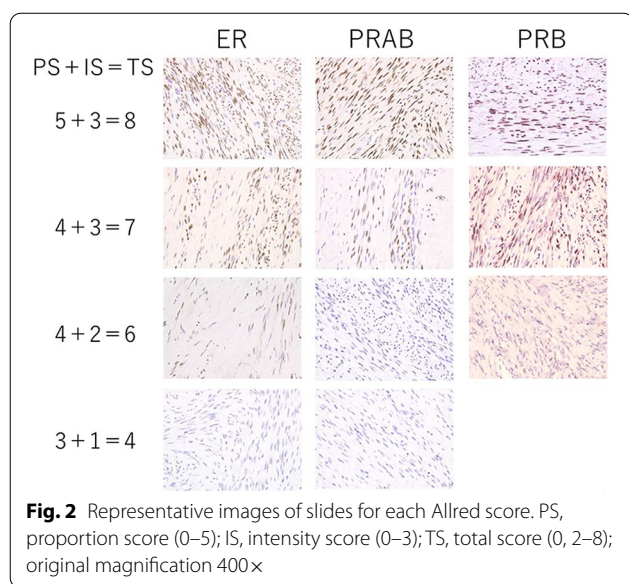 ER PRAB PRB
PS + IS = TS
5 + 3 = 8
4 + 3 = 7
4 + 2 = 6
3 + 1 = 4
Fig. 2 Representative images of slides for each Allred score. PS,
proportion score (0–5); IS, intensity score (0–3); TS, total score (0, 2–8);
original magnification 400×